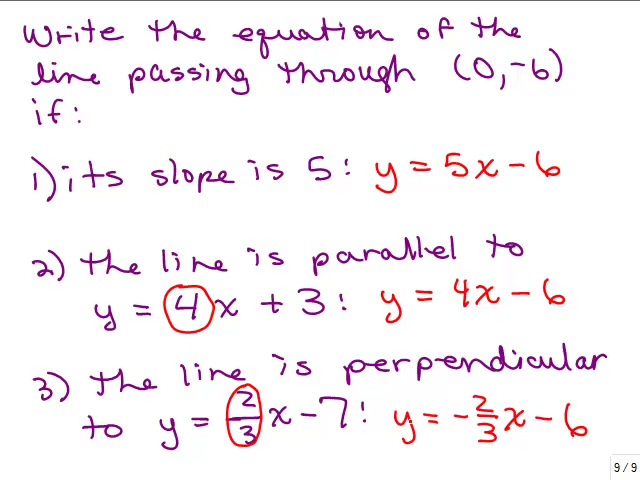 Write the equation of the
line passing through (0,-6)
if:
1) its slope is 5: y = 5x - 6
2) the line is parallel to
y = 4x + 3: y = 4x - 6
3) the line is perpendicular
to y = 2/3 x - 7: y = -2/3 x - 6
9 / 9